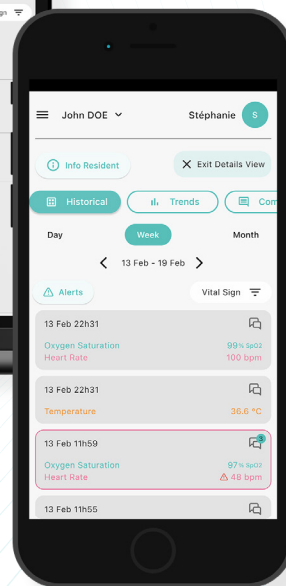 John DOE
Stéphanie S
Info Resident
Exit Details View
Historical
Trends
Com
Day
Week
Month
13 Feb - 19 Feb
Alerts
Vital Sign
13 Feb 22h31
Oxygen Saturation 99% SpO2
Heart Rate 100 bpm
13 Feb 22h31
Temperature 36.6 °C
13 Feb 11h59
3
Oxygen Saturation 97% SpO2
Heart Rate 48 bpm
13 Feb 11h55